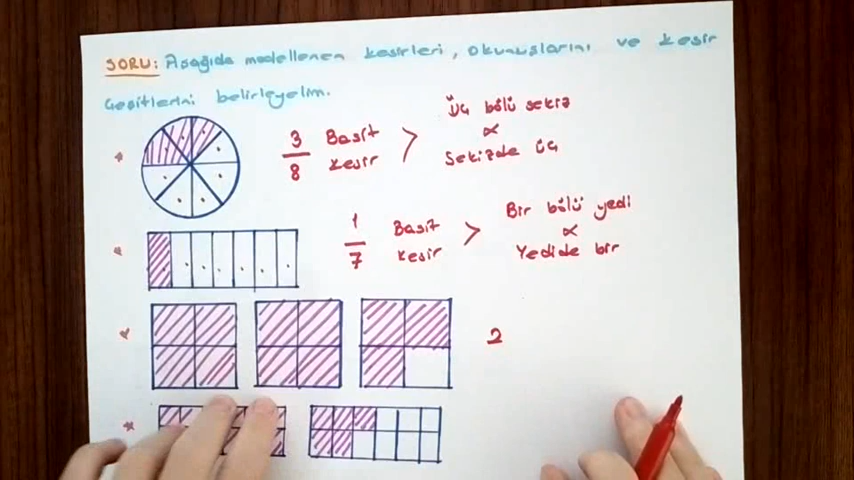 SORU: Aşağıda modellenen kesirleri, okunuşlarını ve kesir
çeşitlerini belirleyelim.
3/8 Basit kesir > Üç bölü sekiz
∝
Sekizde üç
1/7 Basit kesir > Bir bölü yedi
∝
Yedide bir
2